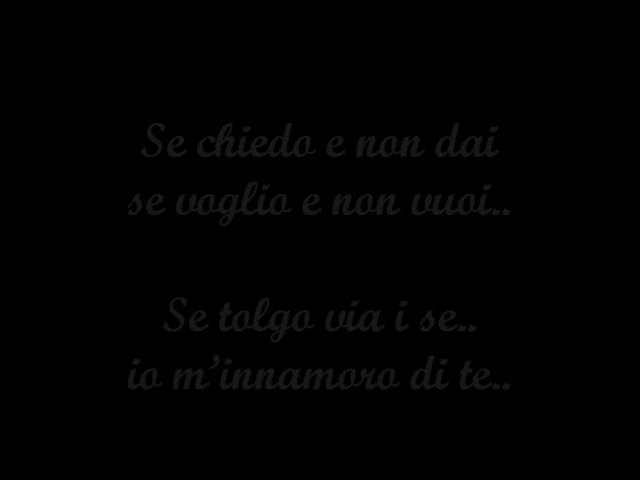 Se chiedo e non dai
se voglio e non vuoi..
Se tolgo via i se..
io m'innamoro di te..